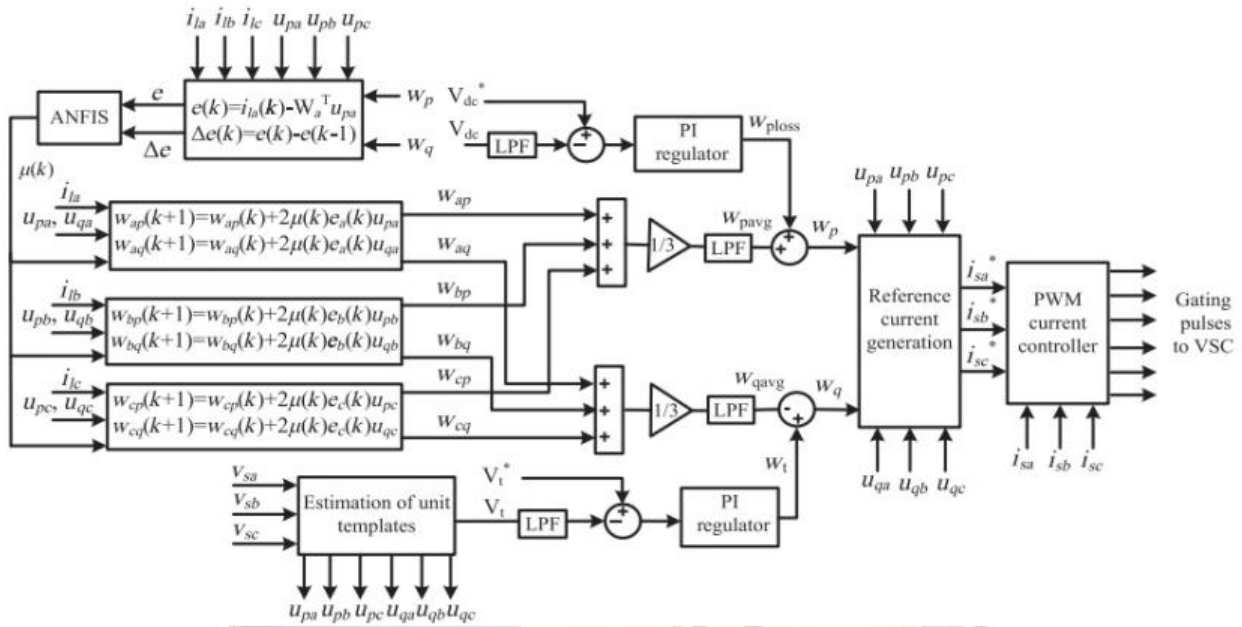 i_la i_lb i_lc u_pa u_pb u_pc
ANFIS
e
Δe
e(k)=i_la(k)-W_a^T u_pa
Δe(k)=e(k)-e(k-1)
w_p
w_q
V_dc*
V_dc
LPF
+
−
PI
regulator
w_ploss
μ(k)
i_la
u_pa, u_qa
w_ap(k+1)=w_ap(k)+2μ(k)e_a(k)u_pa
w_aq(k+1)=w_aq(k)+2μ(k)e_a(k)u_qa
w_ap
w_aq
i_lb
u_pb, u_qb
w_bp(k+1)=w_bp(k)+2μ(k)e_b(k)u_pb
w_bq(k+1)=w_bq(k)+2μ(k)e_b(k)u_qb
w_bp
w_bq
i_lc
u_pc, u_qc
w_cp(k+1)=w_cp(k)+2μ(k)e_c(k)u_pc
w_cq(k+1)=w_cq(k)+2μ(k)e_c(k)u_qc
w_cp
w_cq
+
+
+
1/3
LPF
w_pavg
+
+
w_p
+
+
+
1/3
LPF
w_qavg
-
+
w_q
w_t
u_pa u_pb u_pc
Reference
current
generation
u_qa u_qb u_qc
i_sa*
i_sb*
i_sc*
PWM
current
controller
i_sa i_sb i_sc
Gating
pulses
to VSC
v_sa
v_sb
v_sc
Estimation of unit
templates
V_t*
V_t
LPF
+
−
PI
regulator
u_pa u_pb u_pc u_qa u_qb u_qc